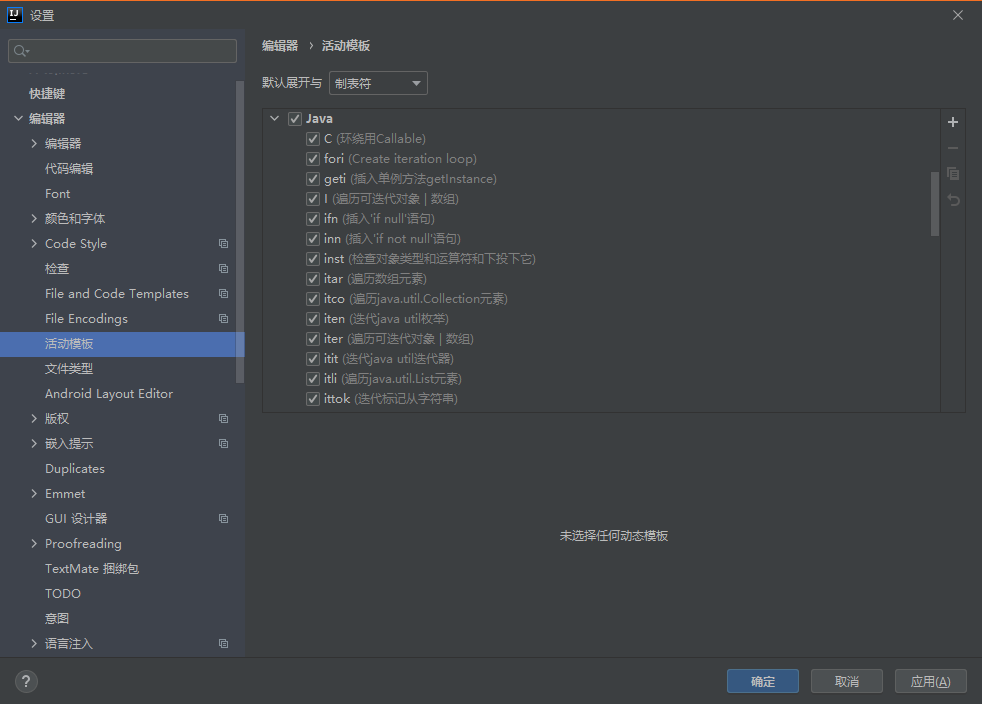 IJ 设置
快捷键
编辑器
编辑器
代码编辑
Font
颜色和字体
Code Style
检查
File and Code Templates
File Encodings
活动模板
文件类型
Android Layout Editor
版权
嵌入提示
Duplicates
Emmet
GUI 设计器
Proofreading
TextMate 捆绑包
TODO
意图
语言注入
编辑器 › 活动模板
默认展开与 制表符
Java
C (环绕用Callable)
fori (Create iteration loop)
geti (插入单例方法getInstance)
I (遍历可迭代对象 | 数组)
ifn (插入'if null'语句)
inn (插入'if not null'语句)
inst (检查对象类型和运算符和下投下它)
itar (遍历数组元素)
itco (遍历java.util.Collection元素)
iten (迭代java util枚举)
iter (遍历可迭代对象 | 数组)
itit (迭代java util迭代器)
itli (遍历java.util.List元素)
ittok (迭代标记从字符串)
未选择任何动态模板
?
确定 取消 应用(A)